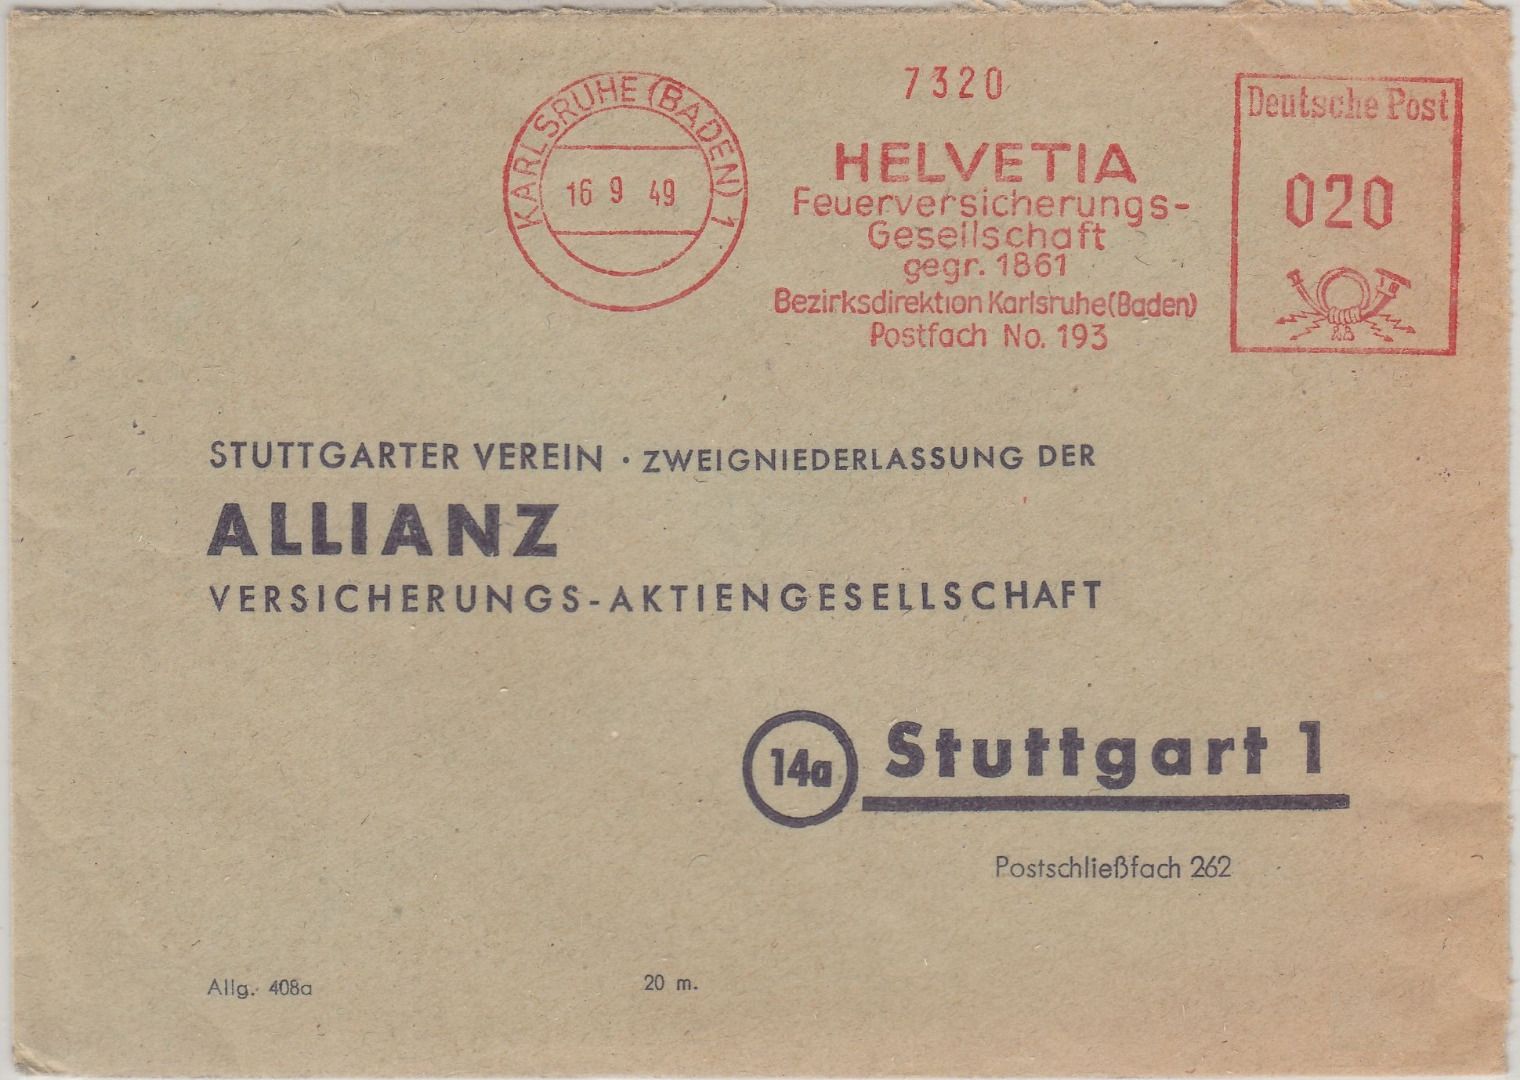 KARLSRUHE (BADEN) 1
16 9 49
7320
HELVETIA
Feuerversicherungs-
Gesellschaft
gegr. 1861
Bezirksdirektion Karlsruhe (Baden)
Postfach No. 193
Deutsche Post
020
STUTTGARTER VEREIN · ZWEIGNIEDERLASSUNG DER
ALLIANZ
VERSICHERUNGS-AKTIENGESELLSCHAFT
14a Stuttgart 1
Postschließfach 262
Allg. 408a 20 m.